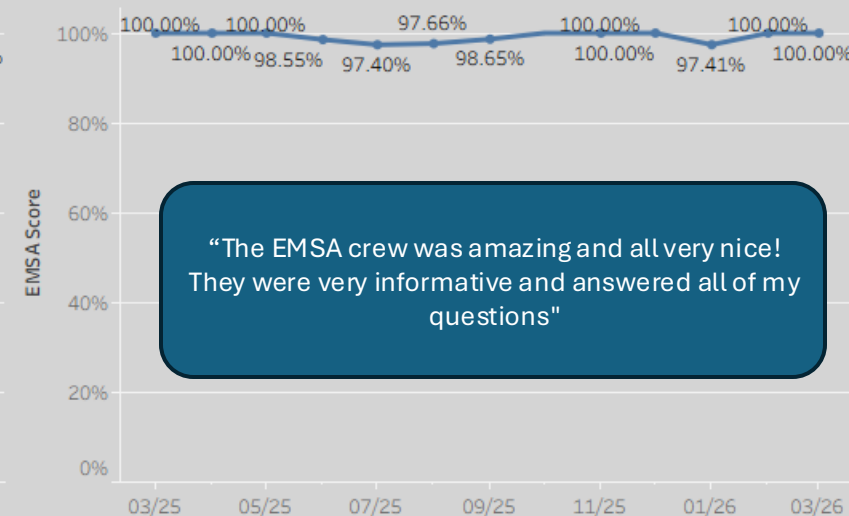 100.00% 100.00% 97.66% 100.00% 100.00%
100%
100.00% 98.55% 97.40% 98.65% 100.00% 97.41% 100.00%
80%
60%
EMSA Score
“The EMSA crew was amazing and all very nice!
They were very informative and answered all of my
questions"
40%
20%
0%
03/25 05/25 07/25 09/25 11/25 01/26 03/26